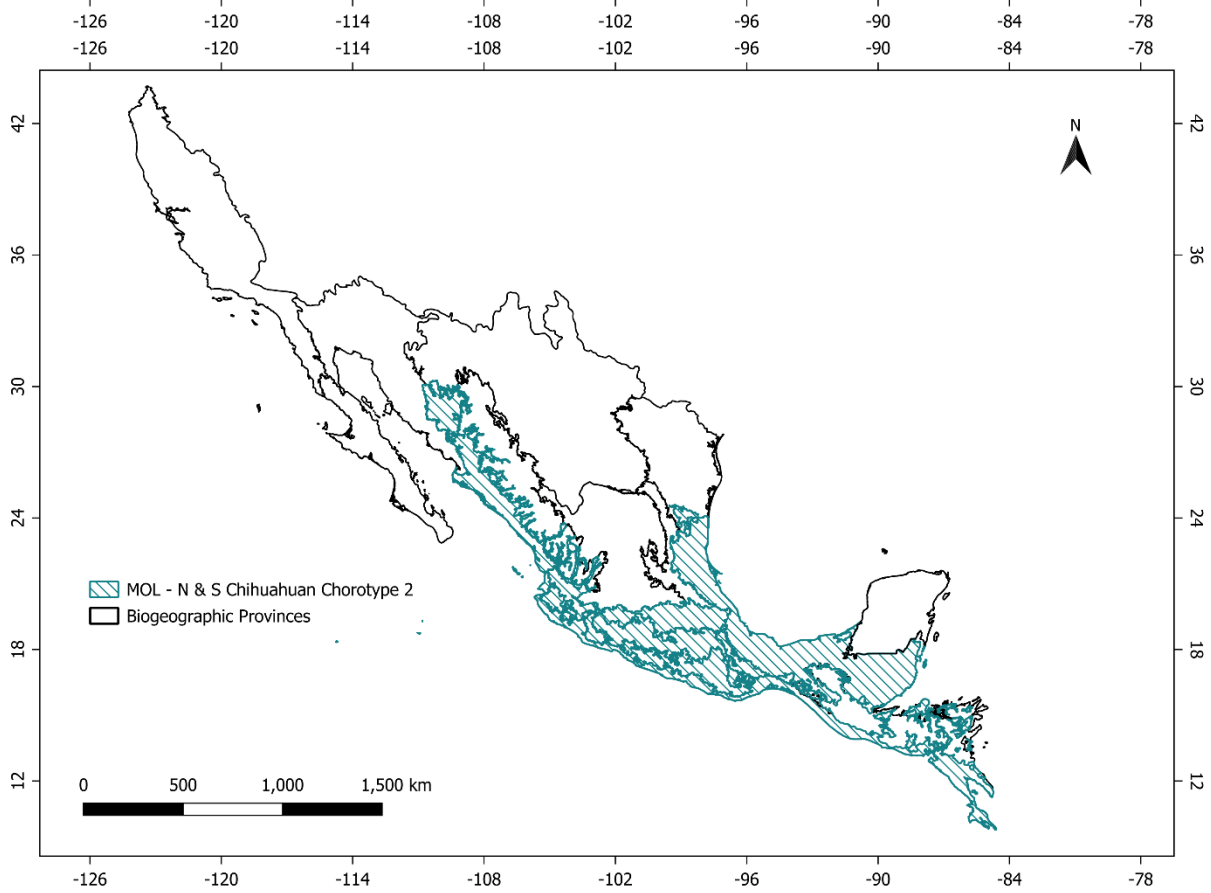 -126 -120 -114 -108 -102 -96 -90 -84 -78
-126 -120 -114 -108 -102 -96 -90 -84 -78
42 42
N
36 36
30 30
24 24
MOL - N & S Chihuahuan Chorotype 2
Biogeographic Provinces
18 18
12 12
0 500 1,000 1,500 km
-126 -120 -114 -108 -102 -96 -90 -84 -78